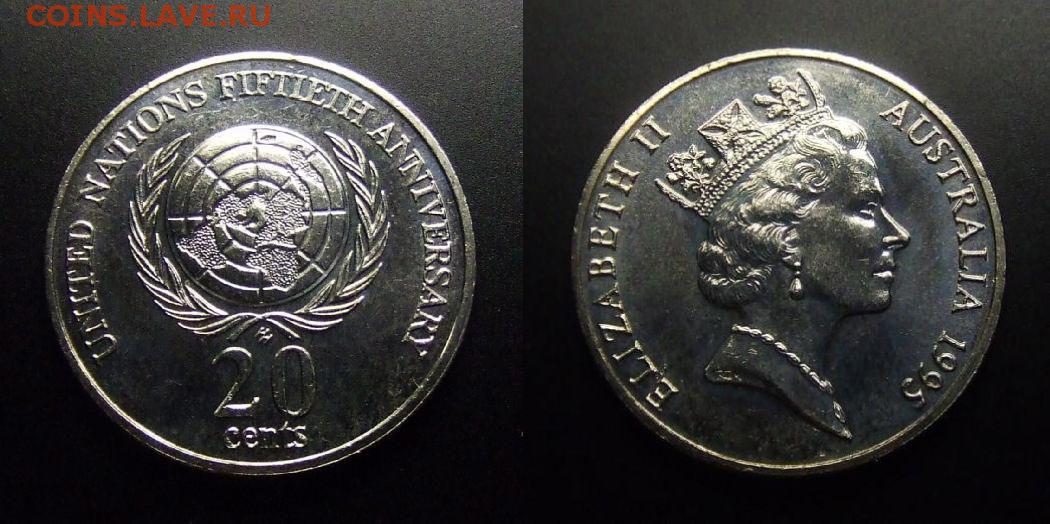 COINS.LAVE.RU
UNITED NATIONS FIFTIETH ANNIVERSARY
20
cents
ELIZABETH II AUSTRALIA 1995